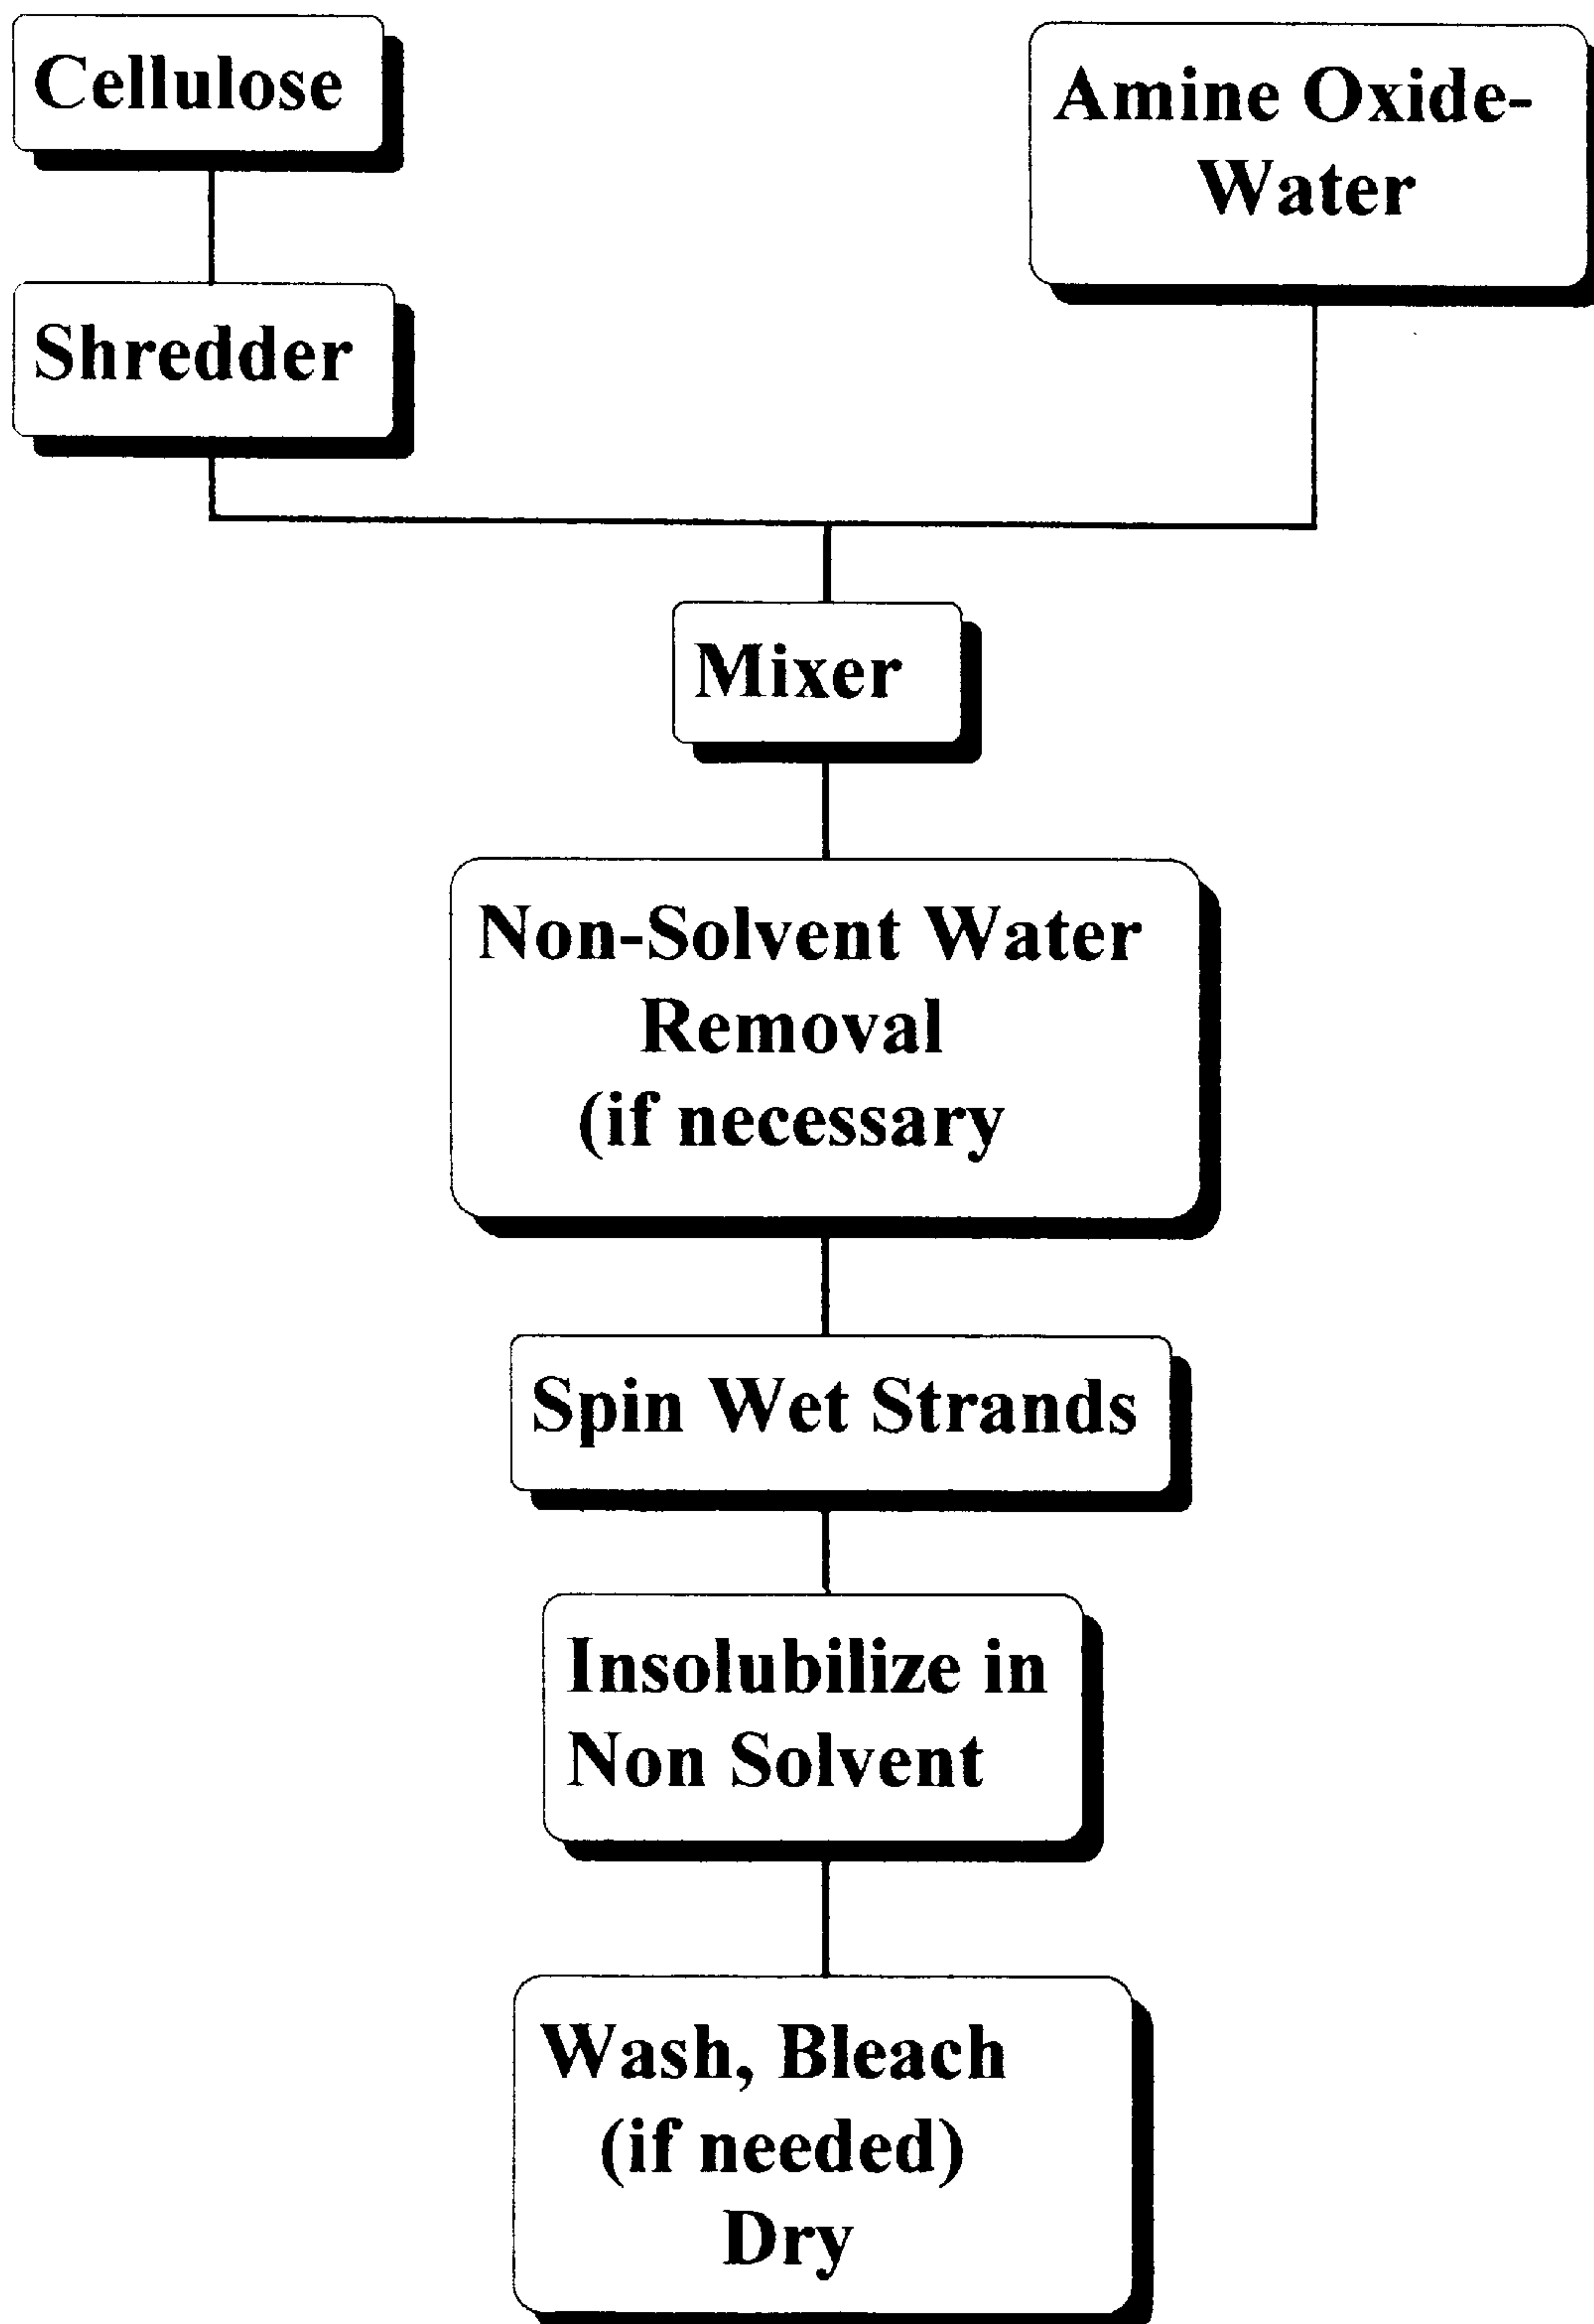 Cellulose
Amine Oxide-
Water
Shredder
Mixer
Non-Solvent Water
Removal
(if necessary
Spin Wet Strands
Insolubilize in
Non Solvent
Wash, Bleach
(if needed)
Dry